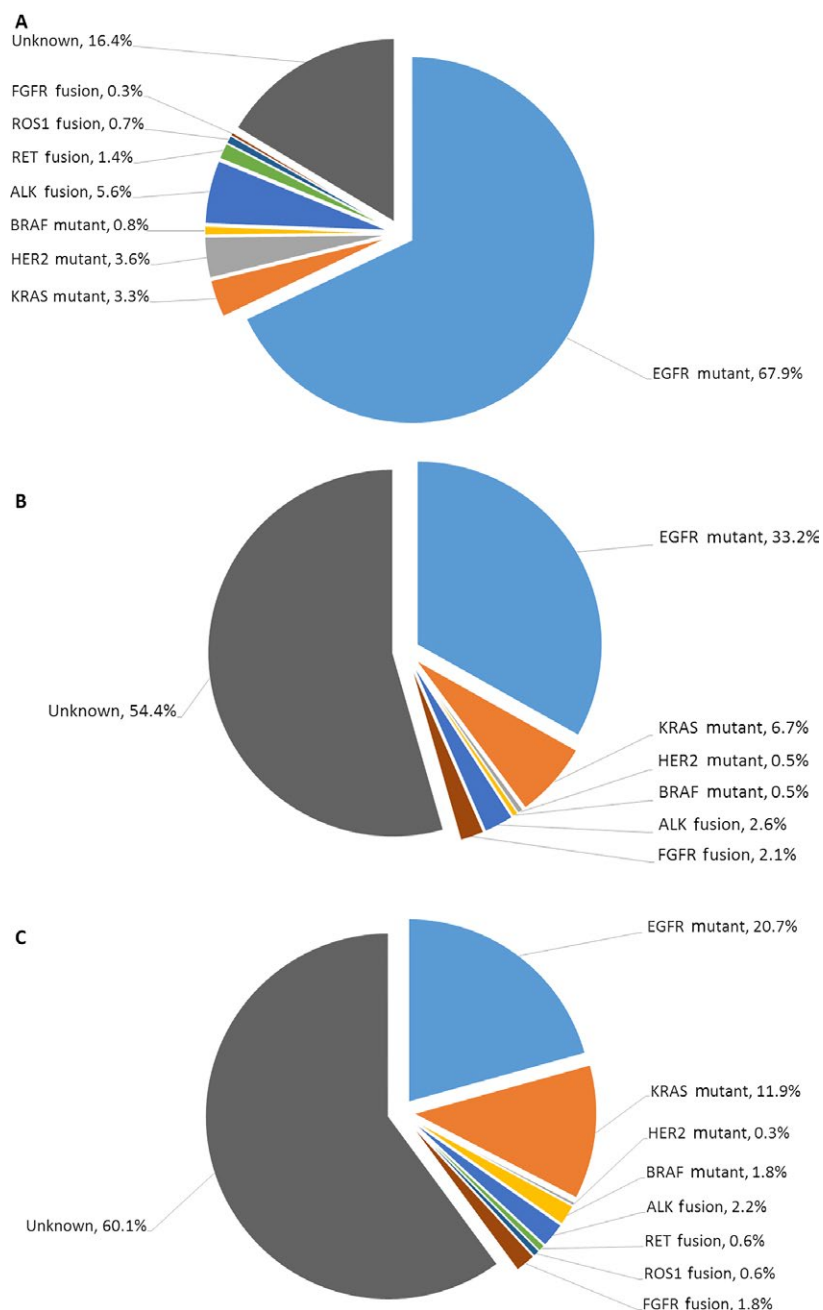 A
Unknown, 16.4%
FGFR fusion, 0.3%
ROS1 fusion, 0.7%
RET fusion, 1.4%
ALK fusion, 5.6%
BRAF mutant, 0.8%
HER2 mutant, 3.6%
KRAS mutant, 3.3%
EGFR mutant, 67.9%
B
EGFR mutant, 33.2%
Unknown, 54.4%
KRAS mutant, 6.7%
HER2 mutant, 0.5%
BRAF mutant, 0.5%
ALK fusion, 2.6%
FGFR fusion, 2.1%
C
EGFR mutant, 20.7%
KRAS mutant, 11.9%
HER2 mutant, 0.3%
BRAF mutant, 1.8%
ALK fusion, 2.2%
Unknown, 60.1%
RET fusion, 0.6%
ROS1 fusion, 0.6%
FGFR fusion, 1.8%